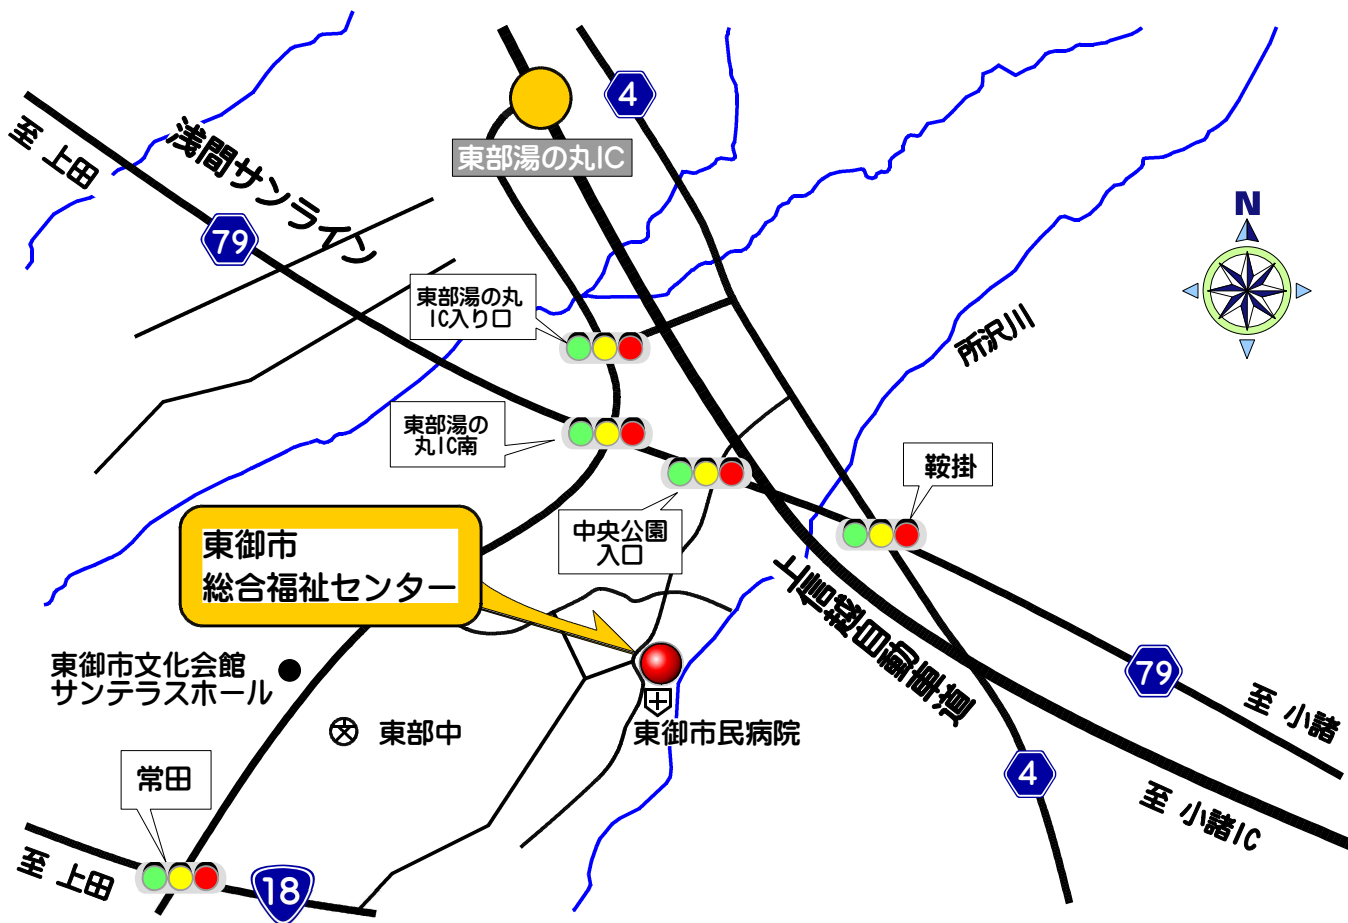 4
東部湯の丸IC
至 上田
浅間サンライン
79
N
東部湯の丸
IC入り口
所沢川
東部湯の
丸IC南
鞍掛
中央公園
入口
東御市
総合福祉センター
上信越自動車道
79
至 小諸
東御市文化会館
サンテラスホール
東部中
東御市民病院
4
至 小諸IC
常田
至 上田
18